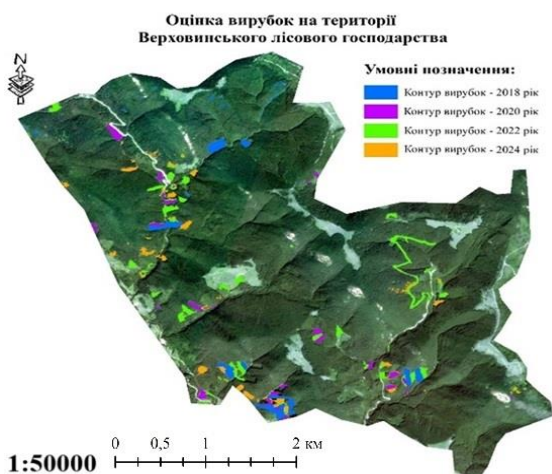 Оцінка вирубок на території
Верховинського лісового господарства
N
Умовні позначення:
Контур вирубок - 2018 рік
Контур вирубок - 2020 рік
Контур вирубок - 2022 рік
Контур вирубок - 2024 рік
1:50000
0 0,5 1 2 км